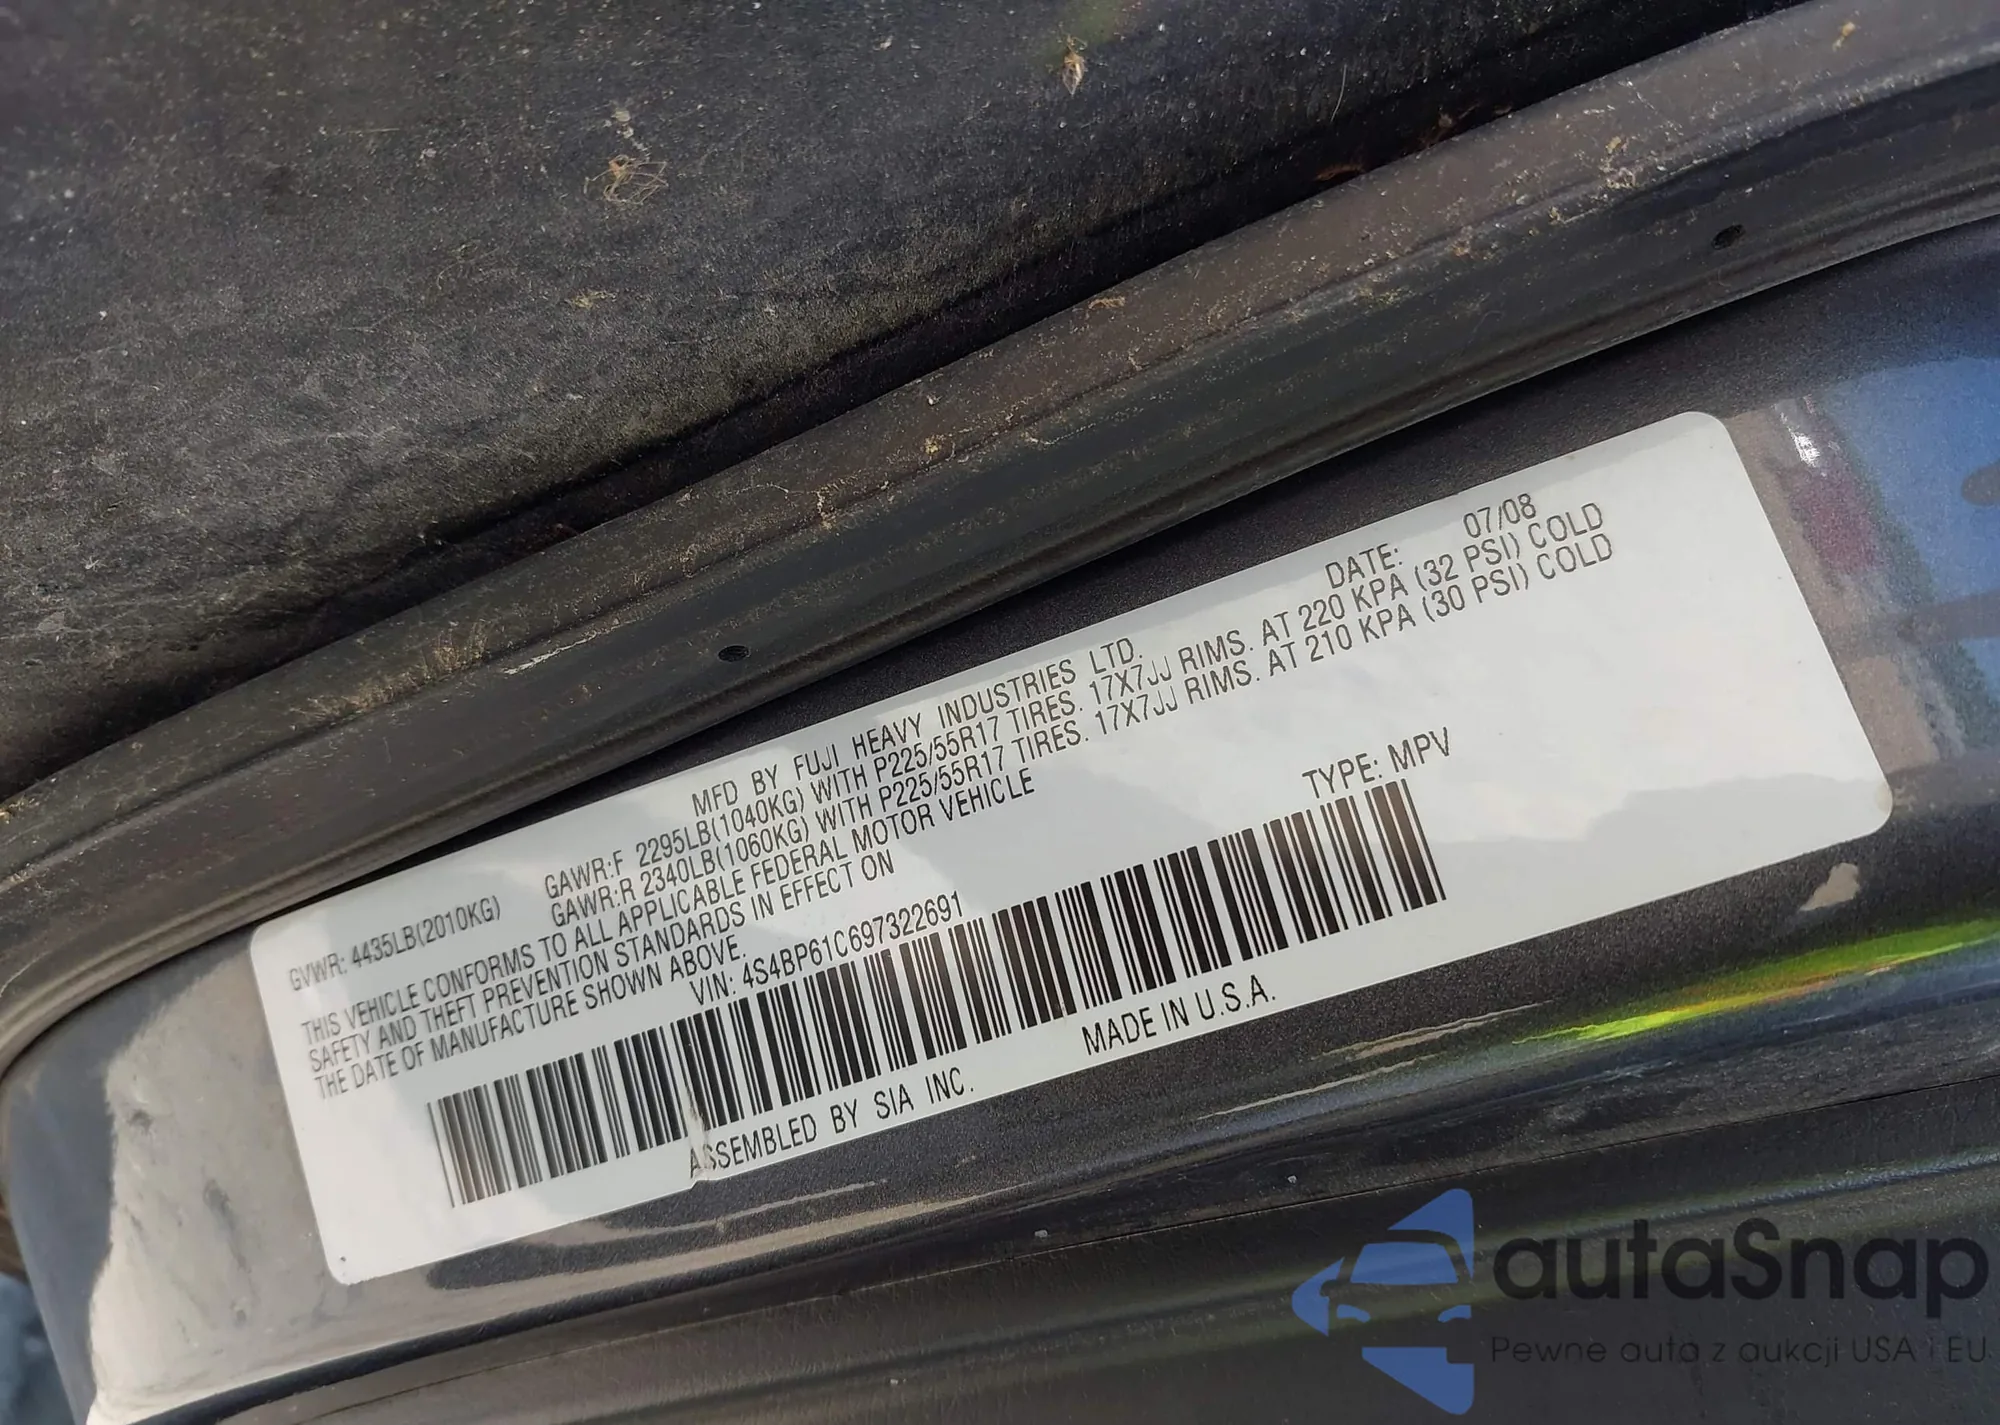 MFD BY FUJI HEAVY INDUSTRIES LTD. DATE: 07/08
GVWR: 4435LB(2010KG) GAWR:F 2295LB(1040KG) WITH P225/55R17 TIRES. 17X7JJ RIMS. AT 220 KPA (32 PSI) COLD
GAWR:R 2340LB(1060KG) WITH P225/55R17 TIRES. 17X7JJ RIMS. AT 210 KPA (30 PSI) COLD
THIS VEHICLE CONFORMS TO ALL APPLICABLE FEDERAL MOTOR VEHICLE
SAFETY AND THEFT PREVENTION STANDARDS IN EFFECT ON
THE DATE OF MANUFACTURE SHOWN ABOVE.
VIN: 4S4BP61C697322691 TYPE: MPV
ASSEMBLED BY SIA INC. MADE IN U.S.A.
autaSnap
Pewne auta z aukcji USA i EU